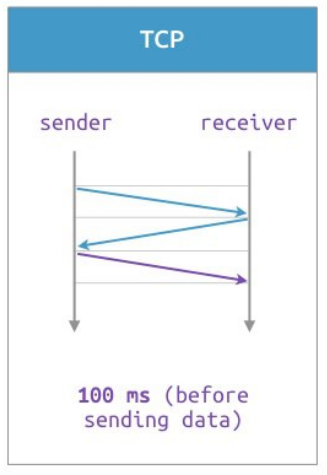 TCP
sender receiver
100 ms (before
sending data)